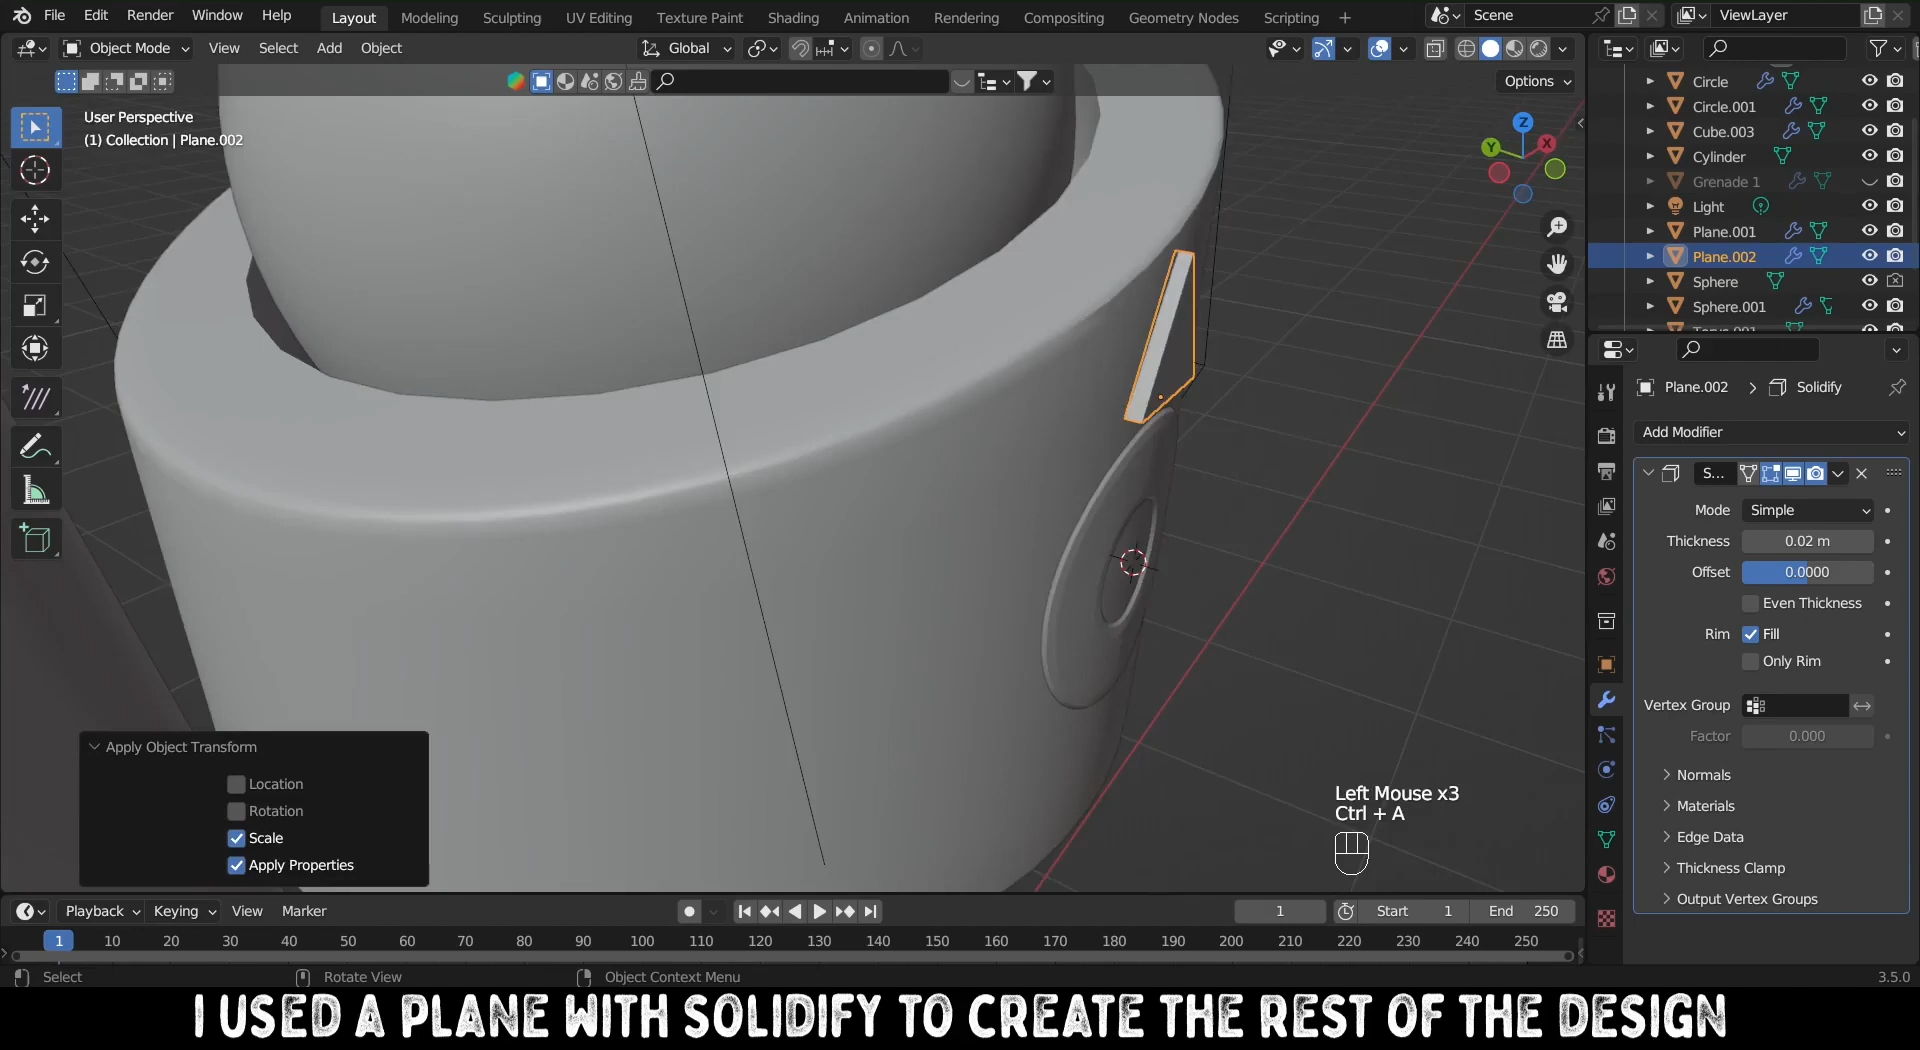 File Edit Render Window Help Layout Modeling Sculpting UV Editing Texture Paint Shading Animation Rendering Compositing Geometry Nodes Scripting + Scene ViewLayer
Object Mode View Select Add Object Global
Options
User Perspective
(1) Collection | Plane.002
Z
Y
X
Circle
Circle.001
Cube.003
Cylinder
Grenade 1
Light
Plane.001
Plane.002
Sphere
Sphere.001
Plane.002 > Solidify
Add Modifier
S...
Mode Simple
Thickness 0.02 m
Offset 0.0000
Even Thickness
Rim Fill
Only Rim
Vertex Group
Factor 0.000
Normals
Materials
Edge Data
Thickness Clamp
Output Vertex Groups
Apply Object Transform
Location
Rotation
Scale
Apply Properties
Left Mouse x3
Ctrl + A
Playback Keying View Marker 1 Start 1 End 250
1 10 20 30 40 50 60 70 80 90 100 110 120 130 140 150 160 170 180 190 200 210 220 230 240 250
Select Rotate View Object Context Menu 3.5.0
I USED A PLANE WITH SOLIDIFY TO CREATE THE REST OF THE DESIGN